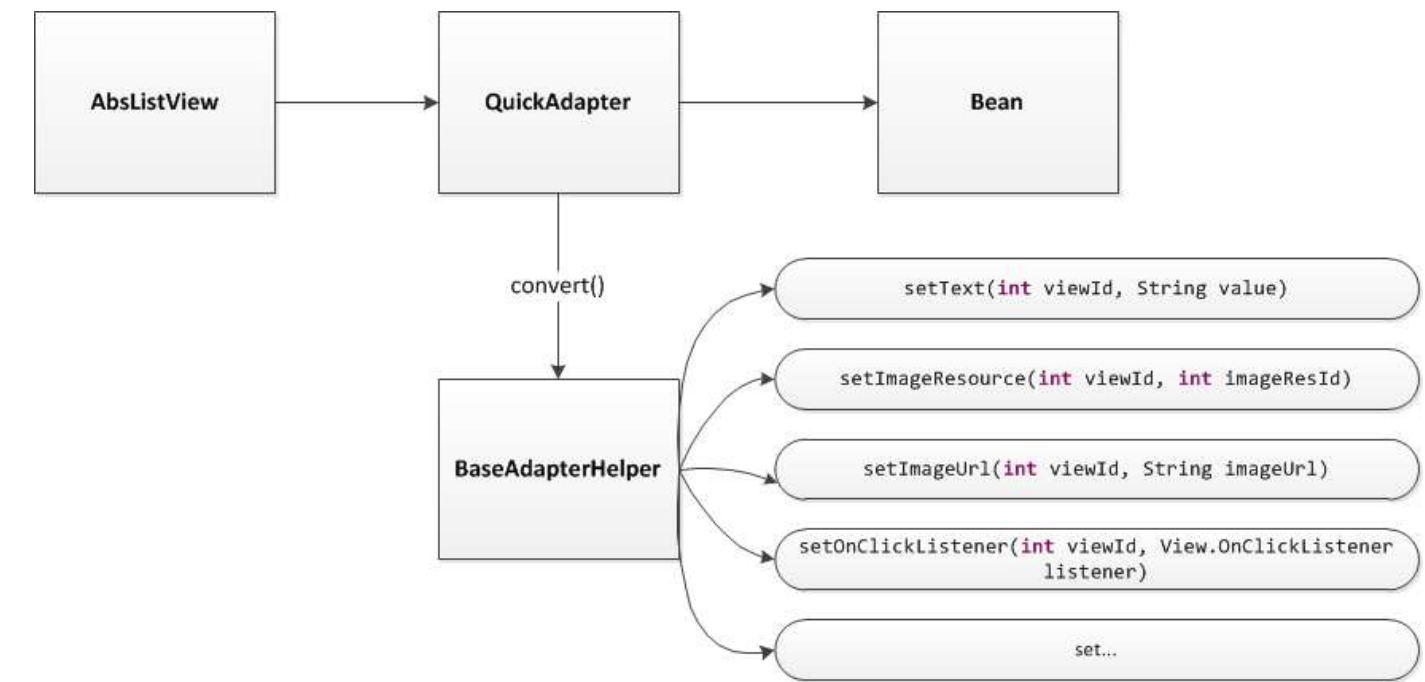 AbsListView
QuickAdapter
Bean
convert()
setText(int viewId, String value)
setImageResource(int viewId, int imageResId)
BaseAdapterHelper
setImageUrl(int viewId, String imageUrl)
setOnClickListener(int viewId, View.OnClickListener
listener)
set...